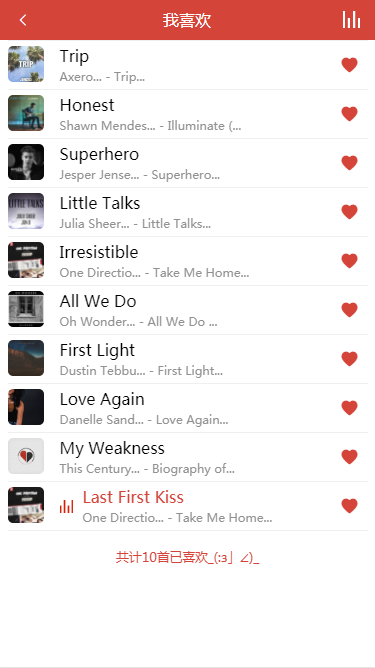 我喜欢
TRIP
Trip
Axero... - Trip...
Honest
Shawn Mendes... - Illuminate (...
Superhero
Jesper Jense... - Superhero...
LITTLE TALKS
Little Talks
Julia Sheer... - Little Talks...
Irresistible
One Directio... - Take Me Home...
All We Do
Oh Wonder... - All We Do ...
First Light
Dustin Tebbu... - First Light...
Love Again
Danelle Sand... - Love Again...
My Weakness
This Century... - Biography of...
Last First Kiss
One Directio... - Take Me Home...
共计10首已喜欢_(:з」∠)_